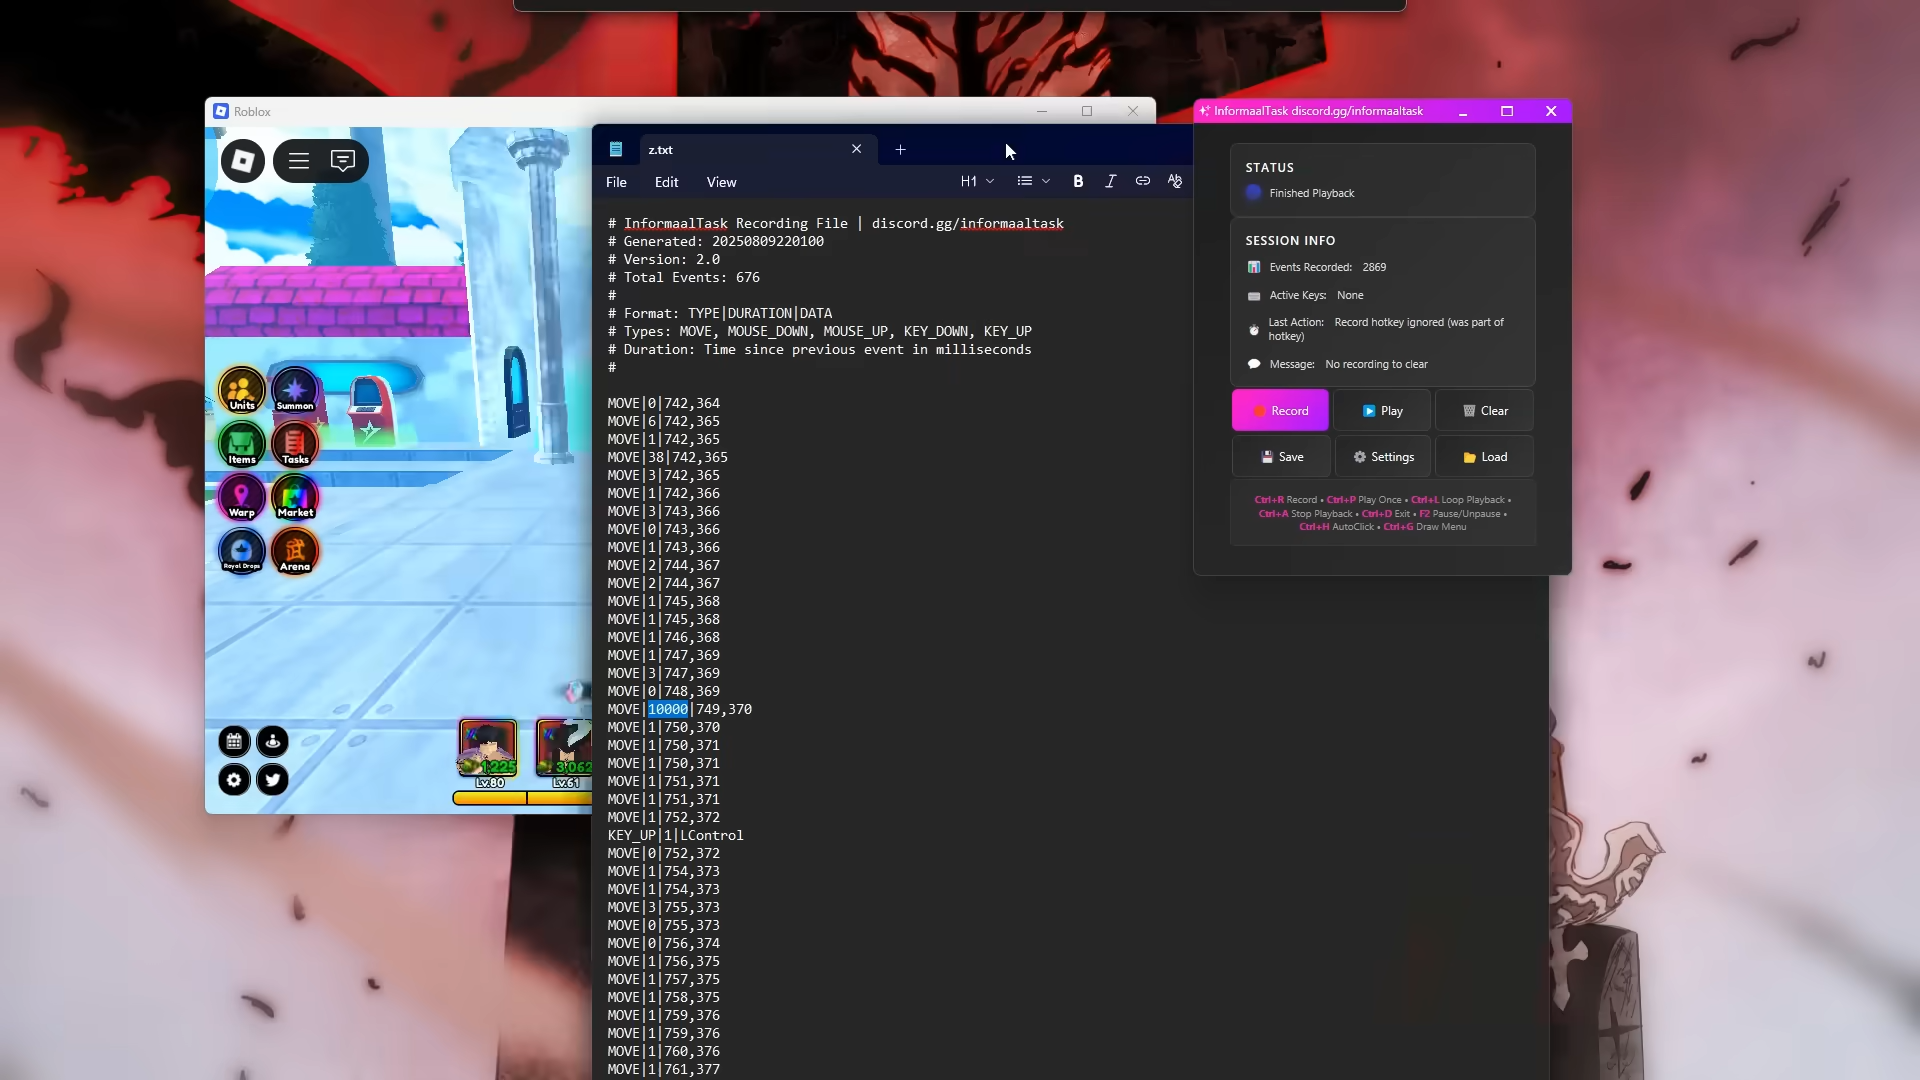 Roblox
Units
Summon
Items
Tasks
Warp
Market
Royal Drops
Arena
1,225
Lv.80
3,062
Lv.61
z.txt
File Edit View
H1
# InformaalTask Recording File | discord.gg/informaaltask
# Generated: 20250809220100
# Version: 2.0
# Total Events: 676
#
# Format: TYPE|DURATION|DATA
# Types: MOVE, MOUSE_DOWN, MOUSE_UP, KEY_DOWN, KEY_UP
# Duration: Time since previous event in milliseconds
#
MOVE|0|742,364
MOVE|6|742,365
MOVE|1|742,365
MOVE|38|742,365
MOVE|3|742,365
MOVE|1|742,366
MOVE|3|743,366
MOVE|0|743,366
MOVE|1|743,366
MOVE|2|744,367
MOVE|2|744,367
MOVE|1|745,368
MOVE|1|745,368
MOVE|1|746,368
MOVE|1|747,369
MOVE|3|747,369
MOVE|0|748,369
MOVE|10000|749,370
MOVE|1|750,370
MOVE|1|750,371
MOVE|1|750,371
MOVE|1|751,371
MOVE|1|751,371
MOVE|1|752,372
KEY_UP|1|LControl
MOVE|0|752,372
MOVE|1|754,373
MOVE|1|754,373
MOVE|3|755,373
MOVE|0|755,373
MOVE|0|756,374
MOVE|1|756,375
MOVE|1|757,375
MOVE|1|758,375
MOVE|1|759,376
MOVE|1|759,376
MOVE|1|760,376
MOVE|1|761,377
InformaalTask discord.gg/informaaltask
STATUS
Finished Playback
SESSION INFO
Events Recorded: 2869
Active Keys: None
Last Action: Record hotkey ignored (was part of
hotkey)
Message: No recording to clear
Record Play Clear
Save Settings Load
Ctrl+R Record • Ctrl+P Play Once • Ctrl+L Loop Playback •
Ctrl+A Stop Playback • Ctrl+D Exit • F2 Pause/Unpause •
Ctrl+H AutoClick • Ctrl+G Draw Menu